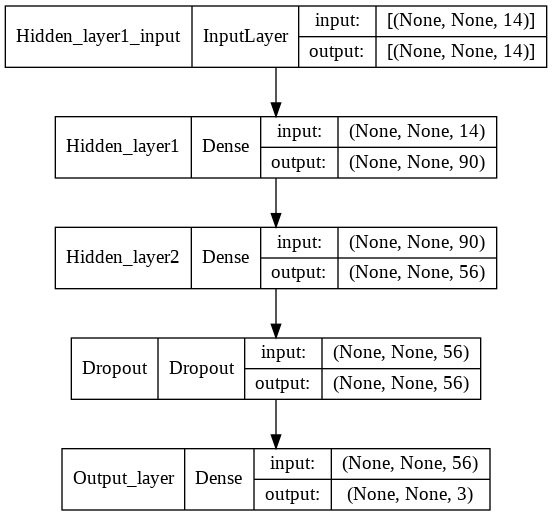 Hidden_layer1_input InputLayer input: [(None, None, 14)]
output: [(None, None, 14)]
Hidden_layer1 Dense input: (None, None, 14)
output: (None, None, 90)
Hidden_layer2 Dense input: (None, None, 90)
output: (None, None, 56)
Dropout Dropout input: (None, None, 56)
output: (None, None, 56)
Output_layer Dense input: (None, None, 56)
output: (None, None, 3)